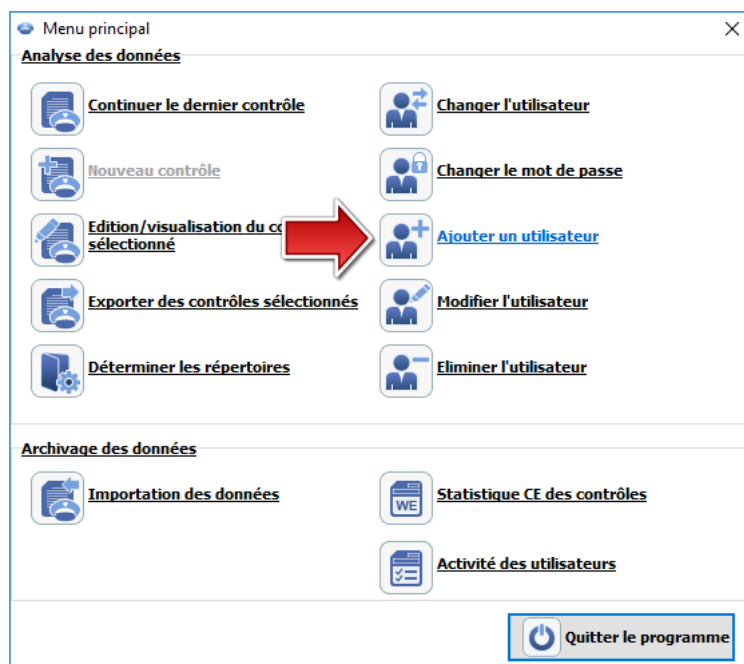 Menu principal
Analyse des données
Continuer le dernier contrôle
Changer l'utilisateur
Nouveau contrôle
Changer le mot de passe
Edition/visualisation du
sélectionné
Ajouter un utilisateur
Exporter des contrôles sélectionnés
Modifier l'utilisateur
Déterminer les répertoires
Eliminer l'utilisateur
Archivage des données
Importation des données
WE
Statistique CE des contrôles
Activité des utilisateurs
Quitter le programme